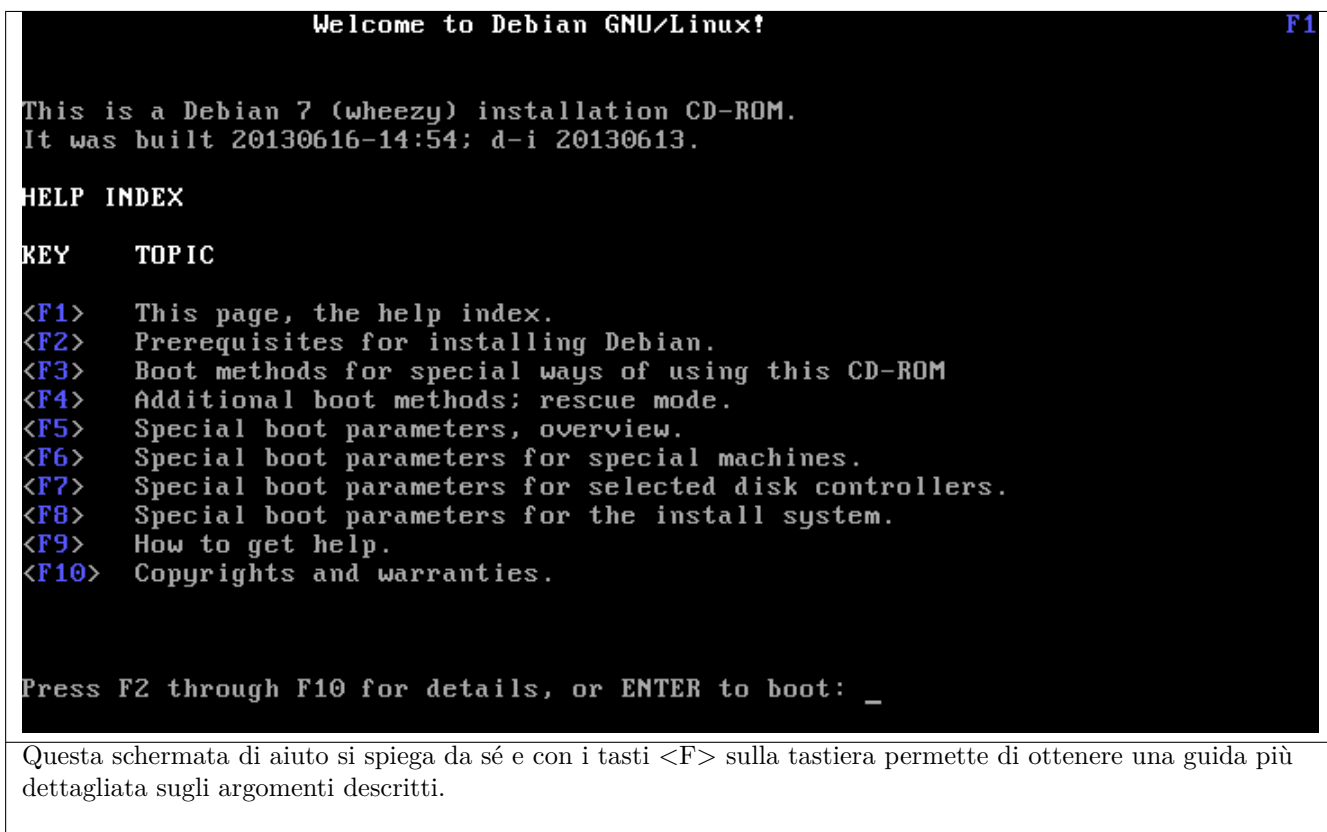 Welcome to Debian GNU/Linux! F1
This is a Debian 7 (wheezy) installation CD-ROM.
It was built 20130616-14:54; d-i 20130613.
HELP INDEX
KEY TOPIC
<F1> This page, the help index.
<F2> Prerequisites for installing Debian.
<F3> Boot methods for special ways of using this CD-ROM
<F4> Additional boot methods; rescue mode.
<F5> Special boot parameters, overview.
<F6> Special boot parameters for special machines.
<F7> Special boot parameters for selected disk controllers.
<F8> Special boot parameters for the install system.
<F9> How to get help.
<F10> Copyrights and warranties.
Press F2 through F10 for details, or ENTER to boot: _
Questa schermata di aiuto si spiega da sé e con i tasti <F> sulla tastiera permette di ottenere una guida più
dettagliata sugli argomenti descritti.